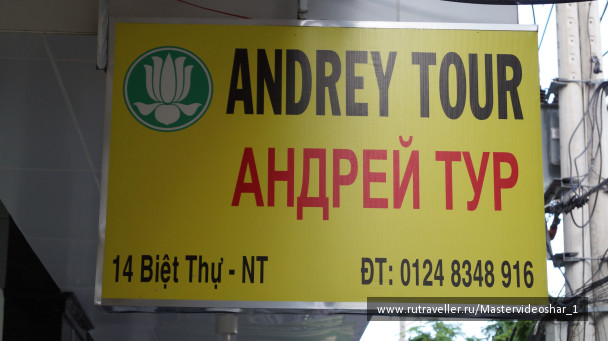 ANDREY TOUR
АНДРЕЙ ТУР
14 Biệt Thự - NT ĐT: 0124 8348 916
www.rutraveller.ru/Mastervideoshar_1